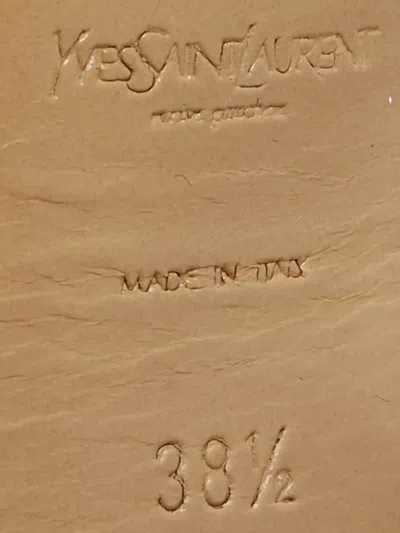 YVESSAINTLAURENT
rive gauche
MADE IN ITALY
38½